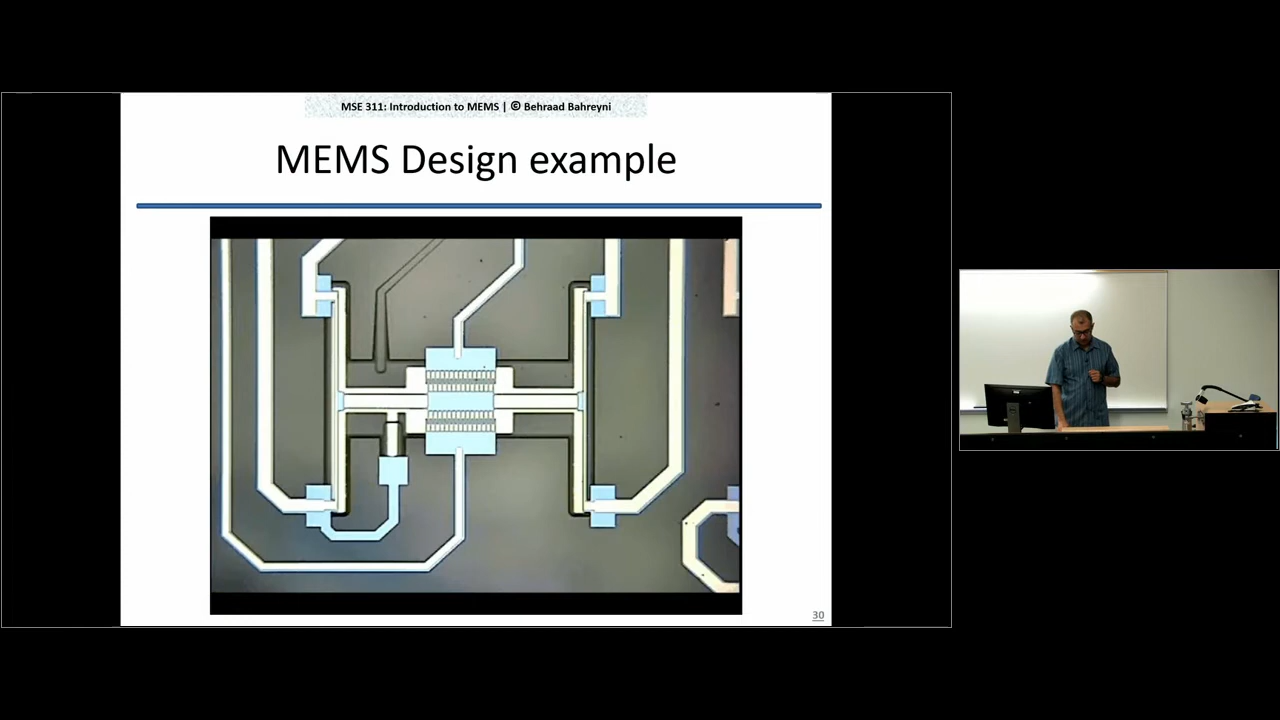 MSE 311: Introduction to MEMS | © Behraad Bahreyni
MEMS Design example
30